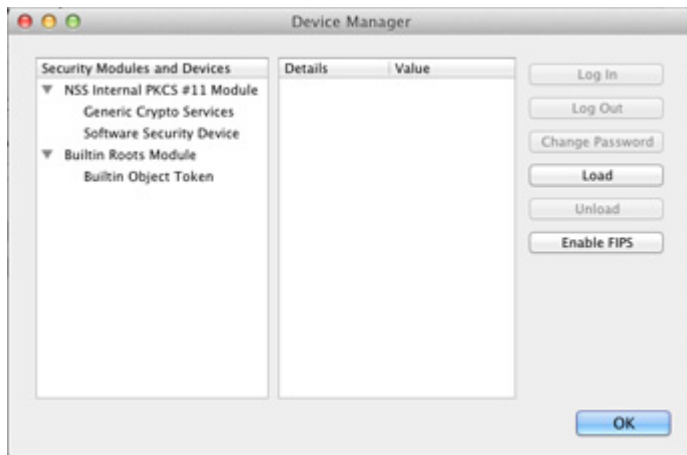 Device Manager
Security Modules and Devices
NSS Internal PKCS #11 Module
Generic Crypto Services
Software Security Device
Builtin Roots Module
Builtin Object Token
Details Value
Log In
Log Out
Change Password
Load
Unload
Enable FIPS
OK